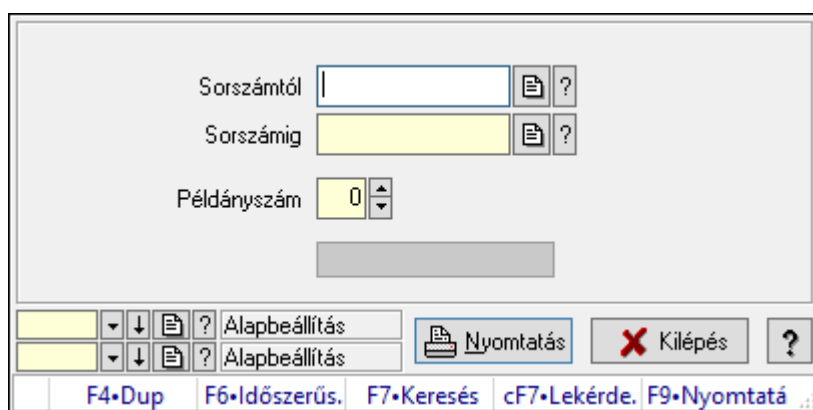 Sorszámtól ?
Sorszámig ?
Példányszám 0
? Alapbeállítás
? Alapbeállítás
Nyomtatás Kilépés ?
F4•Dup F6•Időszerűs. F7•Keresés cF7•Lekérde. F9•Nyomtatá